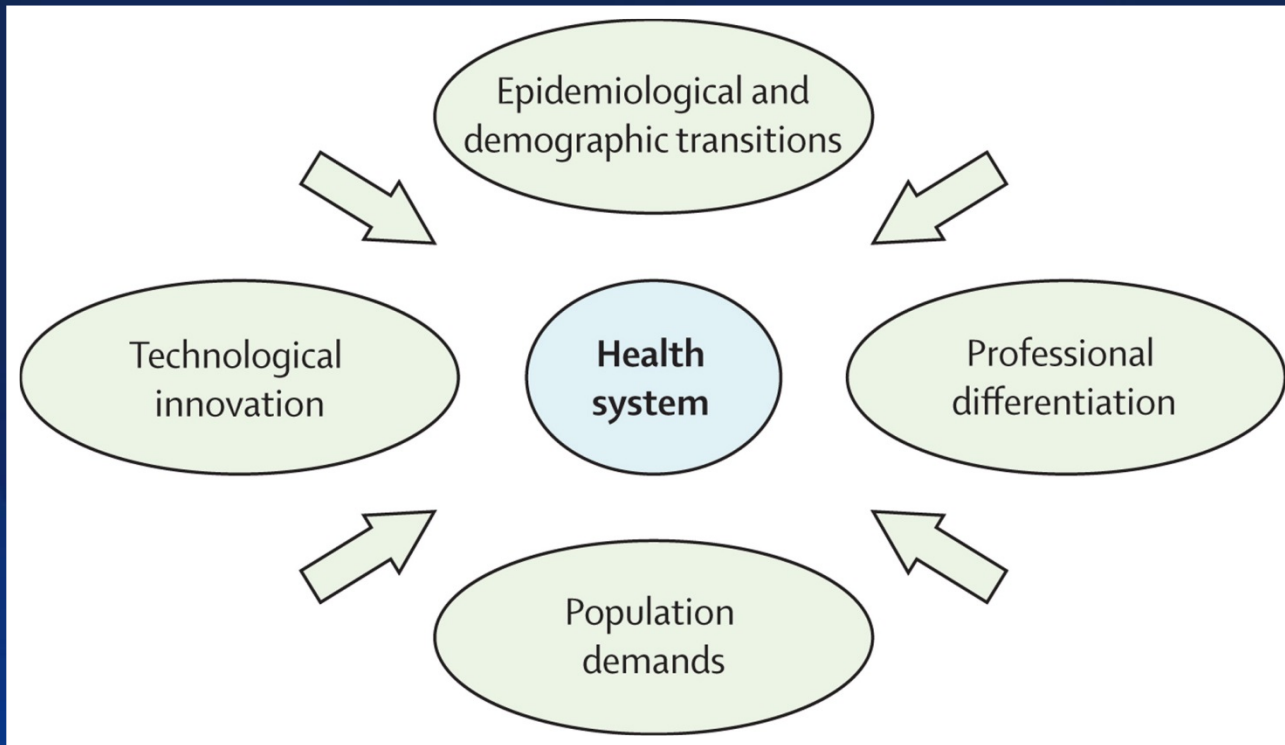 Epidemiological and
demographic transitions
Technological
innovation
Health
system
Professional
differentiation
Population
demands